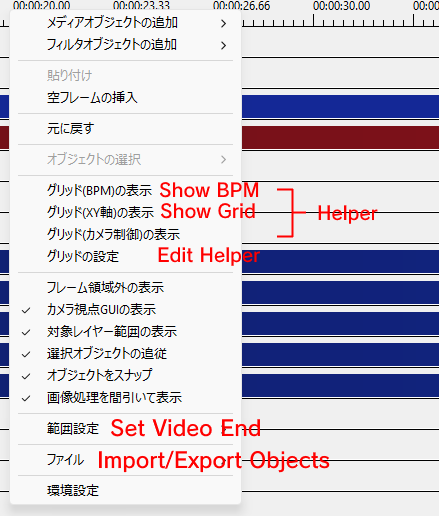 00:00:20.00 00:00:23.33 00:00:26.66 00:00:30.00 00:00
メディアオブジェクトの追加
フィルタオブジェクトの追加
貼り付け
空フレームの挿入
元に戻す
オブジェクトの選択
グリッド(BPM)の表示 Show BPM
グリッド(XY軸)の表示 Show Grid Helper
グリッド(カメラ制御)の表示
グリッドの設定 Edit Helper
フレーム領域外の表示
カメラ視点GUIの表示
対象レイヤー範囲の表示
選択オブジェクトの追従
オブジェクトをスナップ
画像処理を間引いて表示
範囲設定 Set Video End
ファイル Import/Export Objects
環境設定